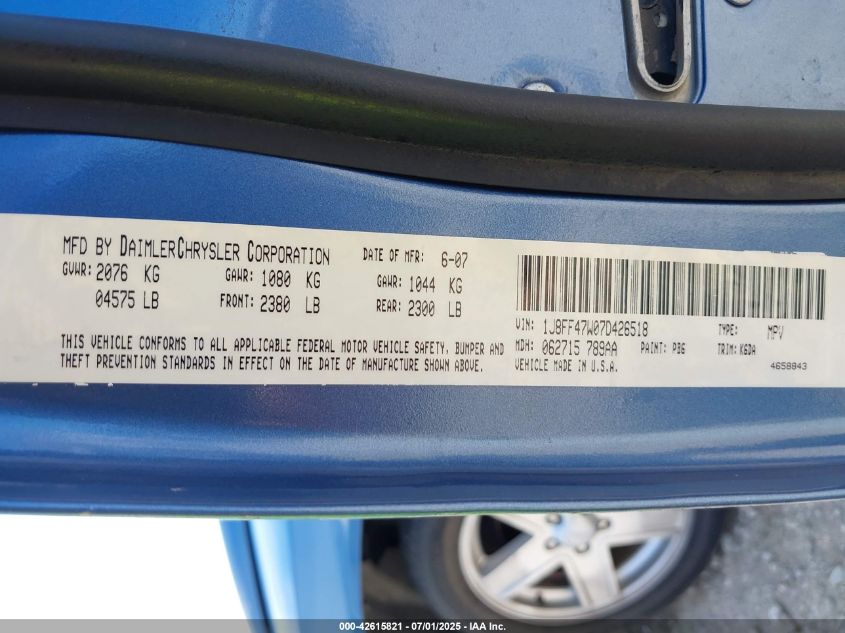 MFD BY DAIMLERCHRYSLER CORPORATION DATE OF MFR: 6-07
GVWR: 2076 KG GAWR: 1080 KG GAWR: 1044 KG
04575 LB FRONT: 2380 LB REAR: 2300 LB
THIS VEHICLE CONFORMS TO ALL APPLICABLE FEDERAL MOTOR VEHICLE SAFETY, BUMPER AND
THEFT PREVENTION STANDARDS IN EFFECT ON THE DATE OF MANUFACTURE SHOWN ABOVE.
VIN: 1J8FF47W07D426518 TYPE: MPV
MDH: 062715 789AA PAINT: PB6 TRIM: K6DA
VEHICLE MADE IN U.S.A. 4658843
000-42615821 - 07/01/2025 - IAA Inc.